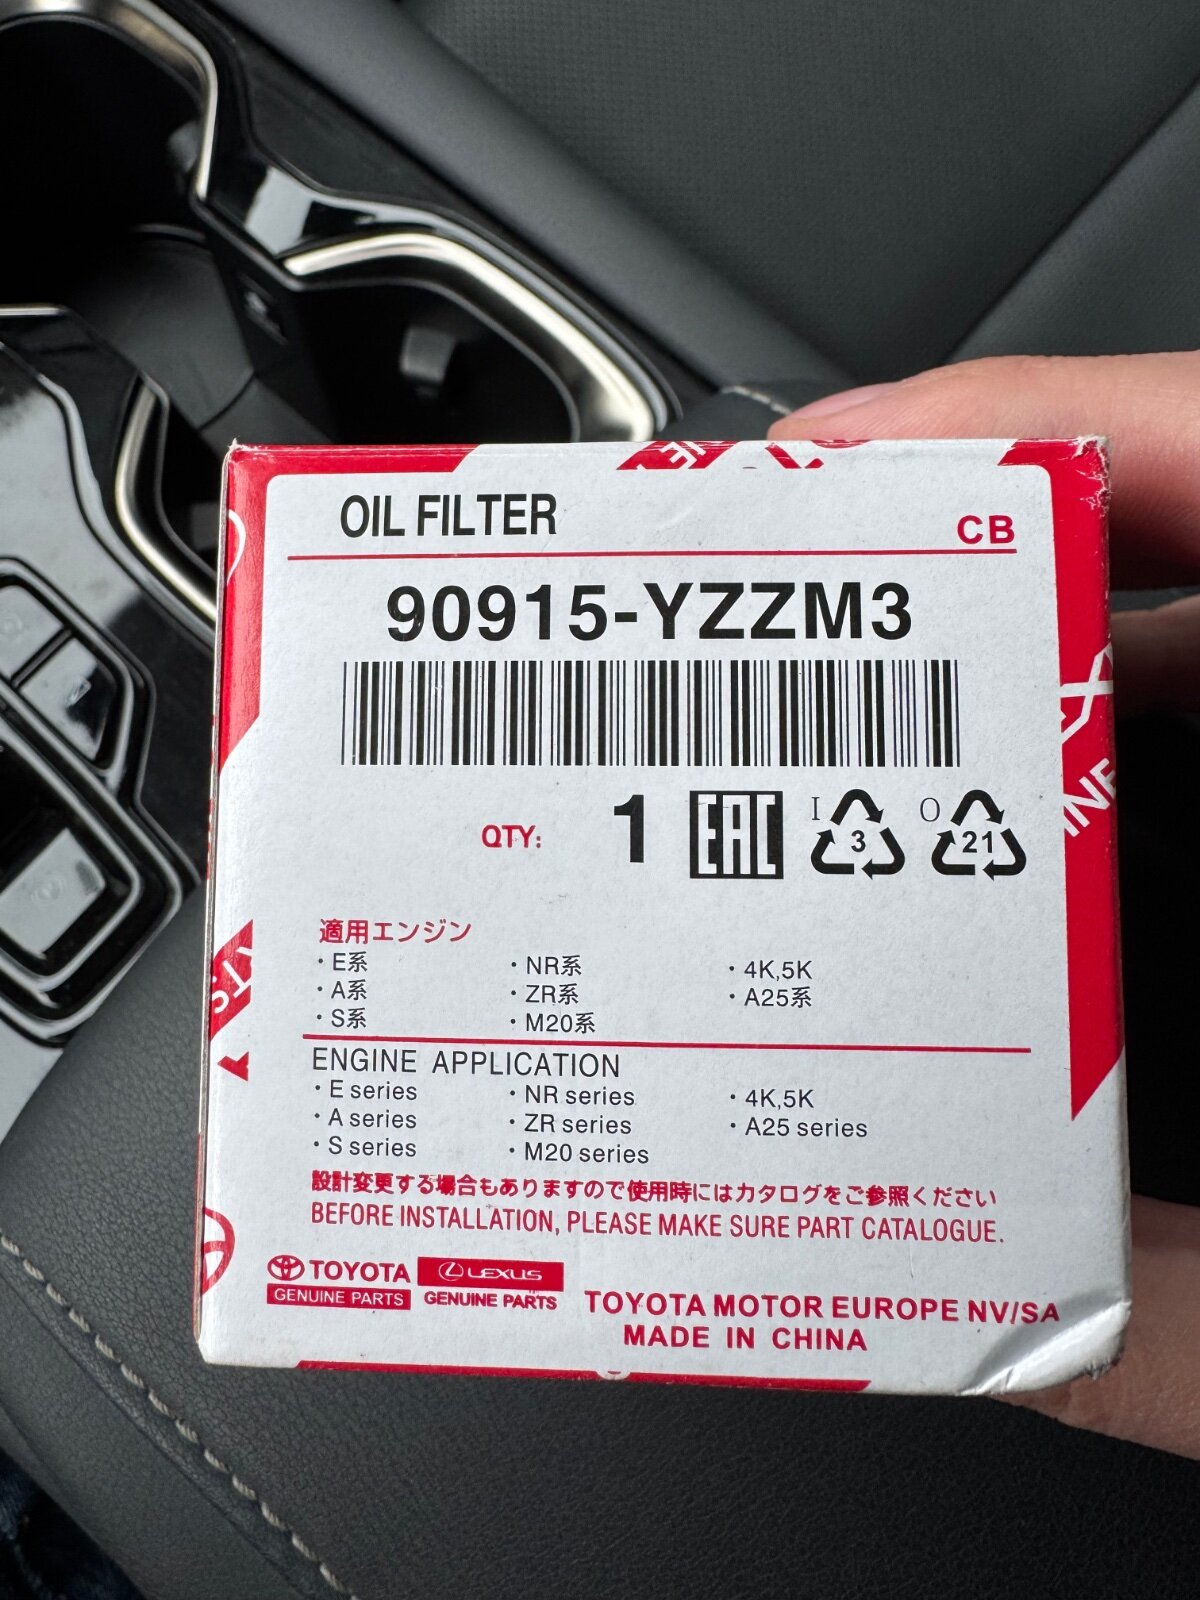 OIL FILTER
CB
90915-YZZM3
QTY: 1 EAC I 3 O 21
適用エンジン
・E系 ・NR系 ・4K,5K
・A系 ・ZR系 ・A25系
・S系 ・M20系
ENGINE APPLICATION
・E series ・NR series ・4K,5K
・A series ・ZR series ・A25 series
・S series ・M20 series
設計変更する場合もありますので使用時にはカタログをご参照ください
BEFORE INSTALLATION, PLEASE MAKE SURE PART CATALOGUE.
TOYOTA LEXUS
GENUINE PARTS GENUINE PARTS
TOYOTA MOTOR EUROPE NV/SA
MADE IN CHINA